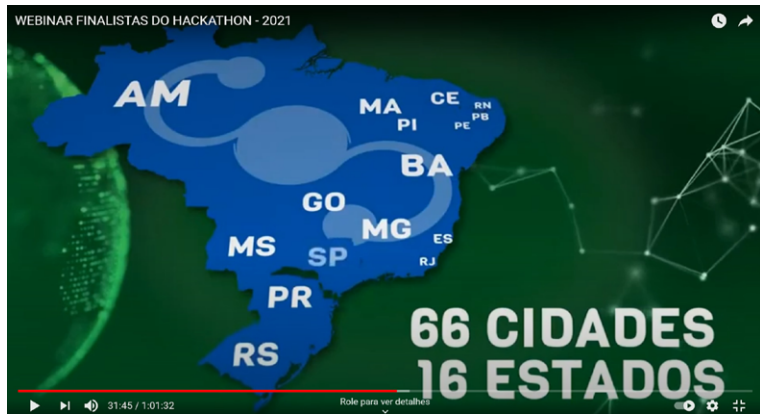 WEBINAR FINALISTAS DO HACKATHON - 2021
AM
MA
CE
RN
PB
PI
PE
BA
GO
MG
ES
MS
SP
RJ
PR
RS
66 CIDADES
16 ESTADOS
31:45 / 1:01:32
Role para ver detalhes